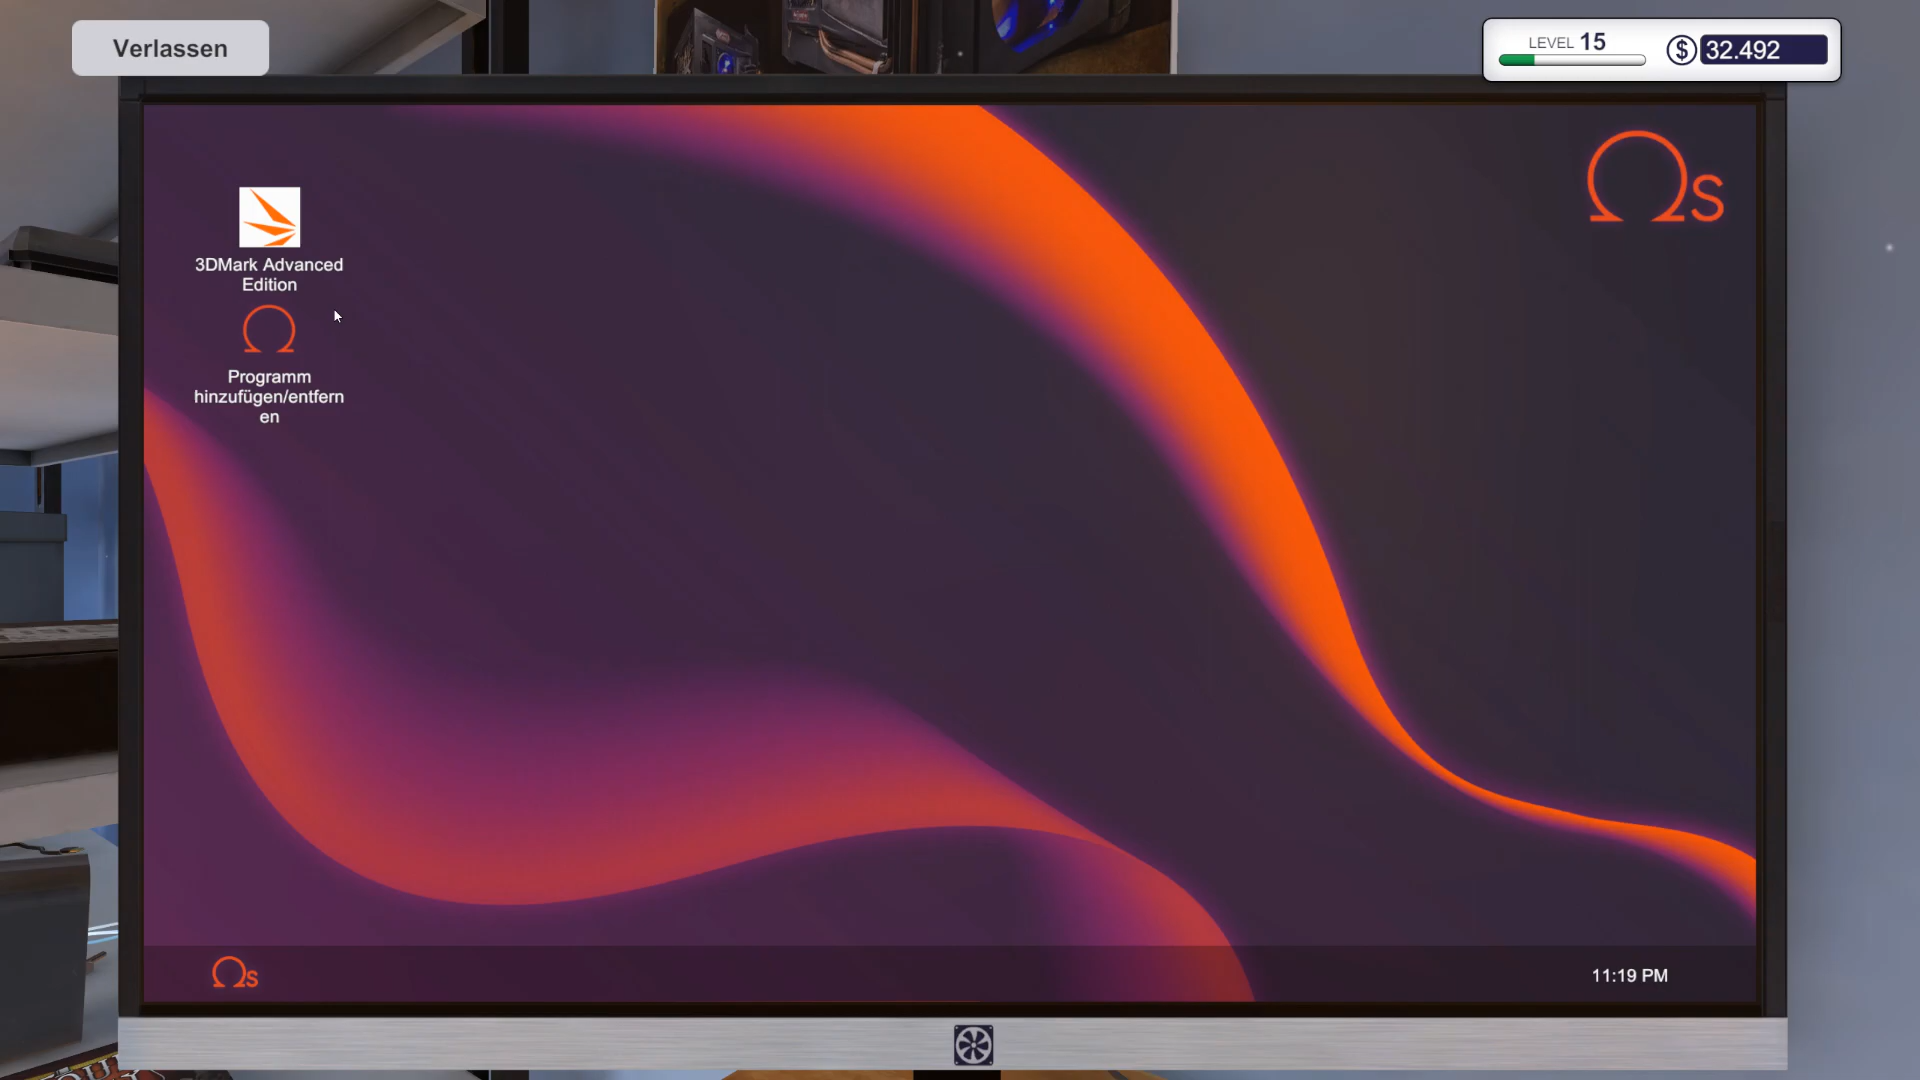 Verlassen
LEVEL 15
$ 32.492
Ωs
3DMark Advanced
Edition
Programm
hinzufügen/entfern
en
Ωs
11:19 PM